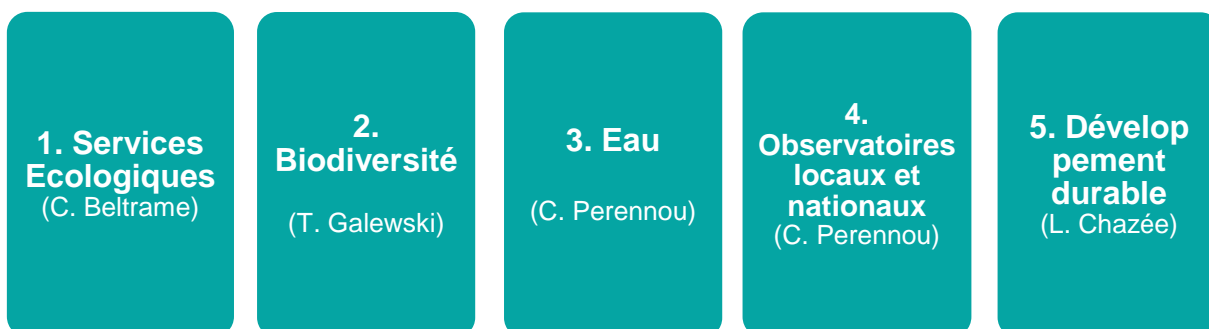 1. Services
Ecologiques
(C. Beltrame)
2.
Biodiversité
(T. Galewski)
3. Eau
(C. Perennou)
4.
Observatoires
locaux et
nationaux
(C. Perennou)
5. Dévelop
pement
durable
(L. Chazée)